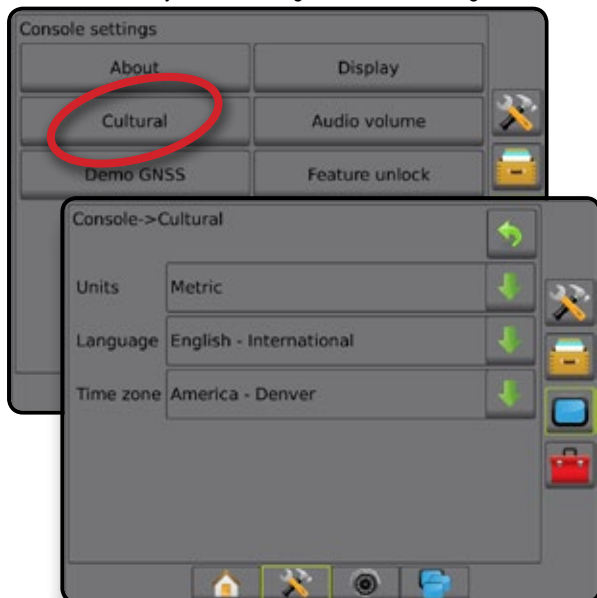 Console settings
About Display
Cultural Audio volume
Demo GNSS Feature unlock
Console->Cultural
Units Metric
Language English - International
Time zone America - Denver